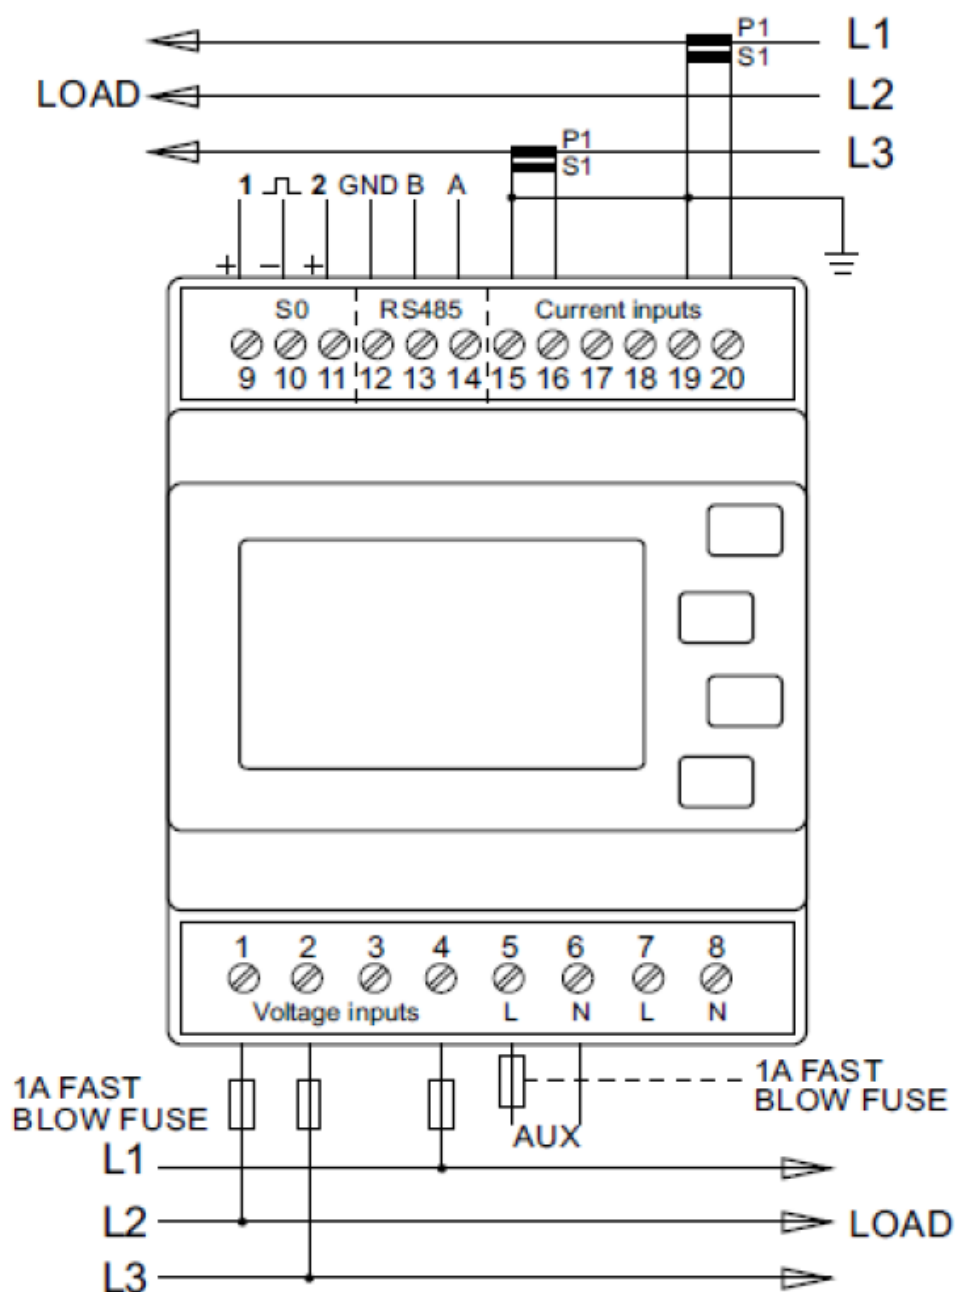 P1
L1
S1
LOAD
L2
P1
L3
S1
1 2 GND B A
+ − +
S0 RS485 Current inputs
9 10 11 12 13 14 15 16 17 18 19 20
1 2 3 4 5 6 7 8
Voltage inputs L N L N
1A FAST
BLOW FUSE
1A FAST
BLOW FUSE
AUX
L1
L2
LOAD
L3